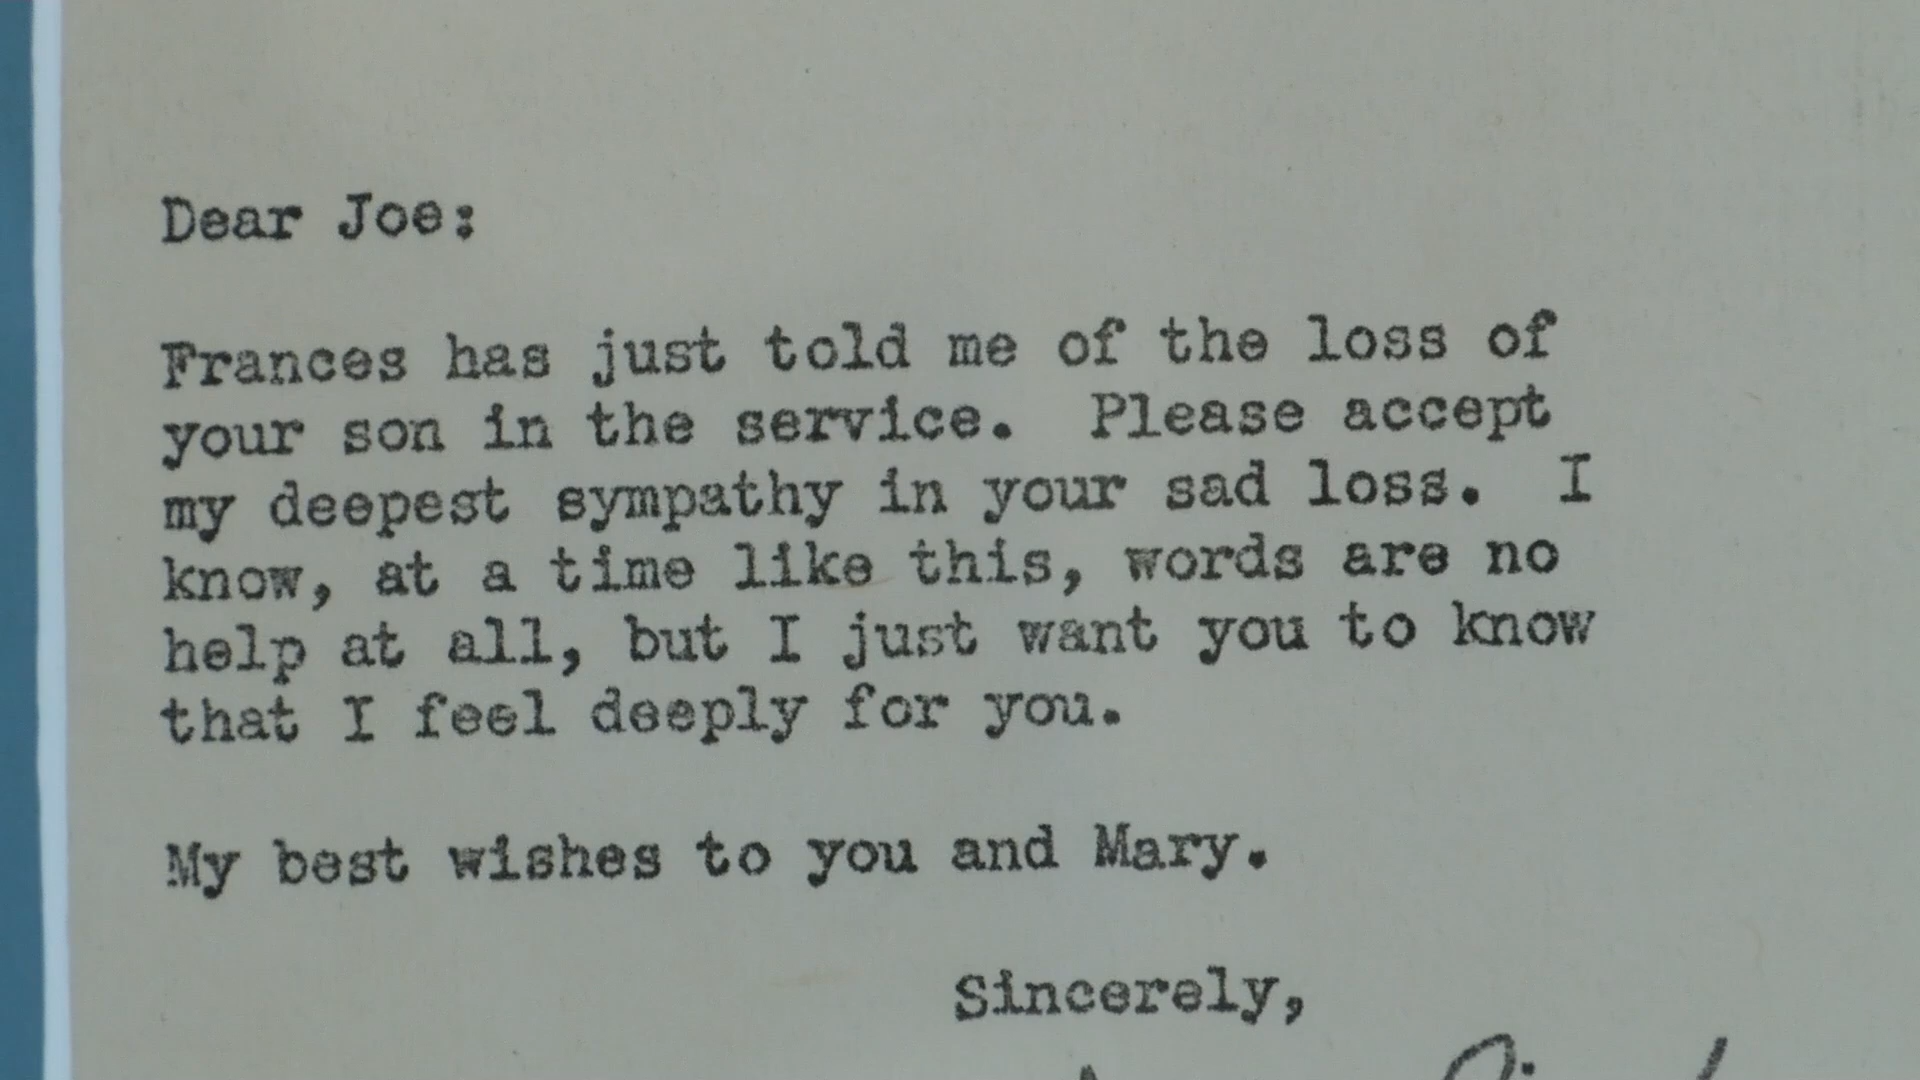 Dear Joe:
Frances has just told me of the loss of
your son in the service. Please accept
my deepest sympathy in your sad loss. I
know, at a time like this, words are no
help at all, but I just want you to know
that I feel deeply for you.
My best wishes to you and Mary.
Sincerely,